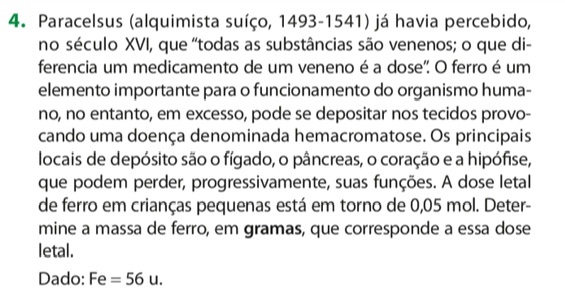 4. Paracelsus (alquimista suíço, 1493-1541) já havia percebido,
no século XVI, que "todas as substâncias são venenos; o que di-
ferencia um medicamento de um veneno é a dose". O ferro é um
elemento importante para o funcionamento do organismo huma-
no, no entanto, em excesso, pode se depositar nos tecidos provo-
cando uma doença denominada hemacromatose. Os principais
locais de depósito são o fígado, o pâncreas, o coração e a hipófise,
que podem perder, progressivamente, suas funções. A dose letal
de ferro em crianças pequenas está em torno de 0,05 mol. Deter-
mine a massa de ferro, em gramas, que corresponde a essa dose
letal.
Dado: Fe = 56 u.